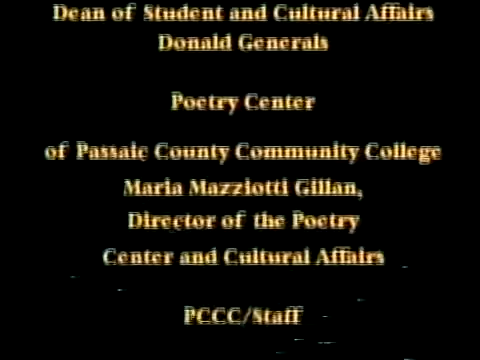 Dean of Student and Cultural Affairs
Donald Generals
Poetry Center
of Passaic County Community College
Maria Mazziotti Gillan,
Director of the Poetry
Center and Cultural Affairs
PCCC/Staff